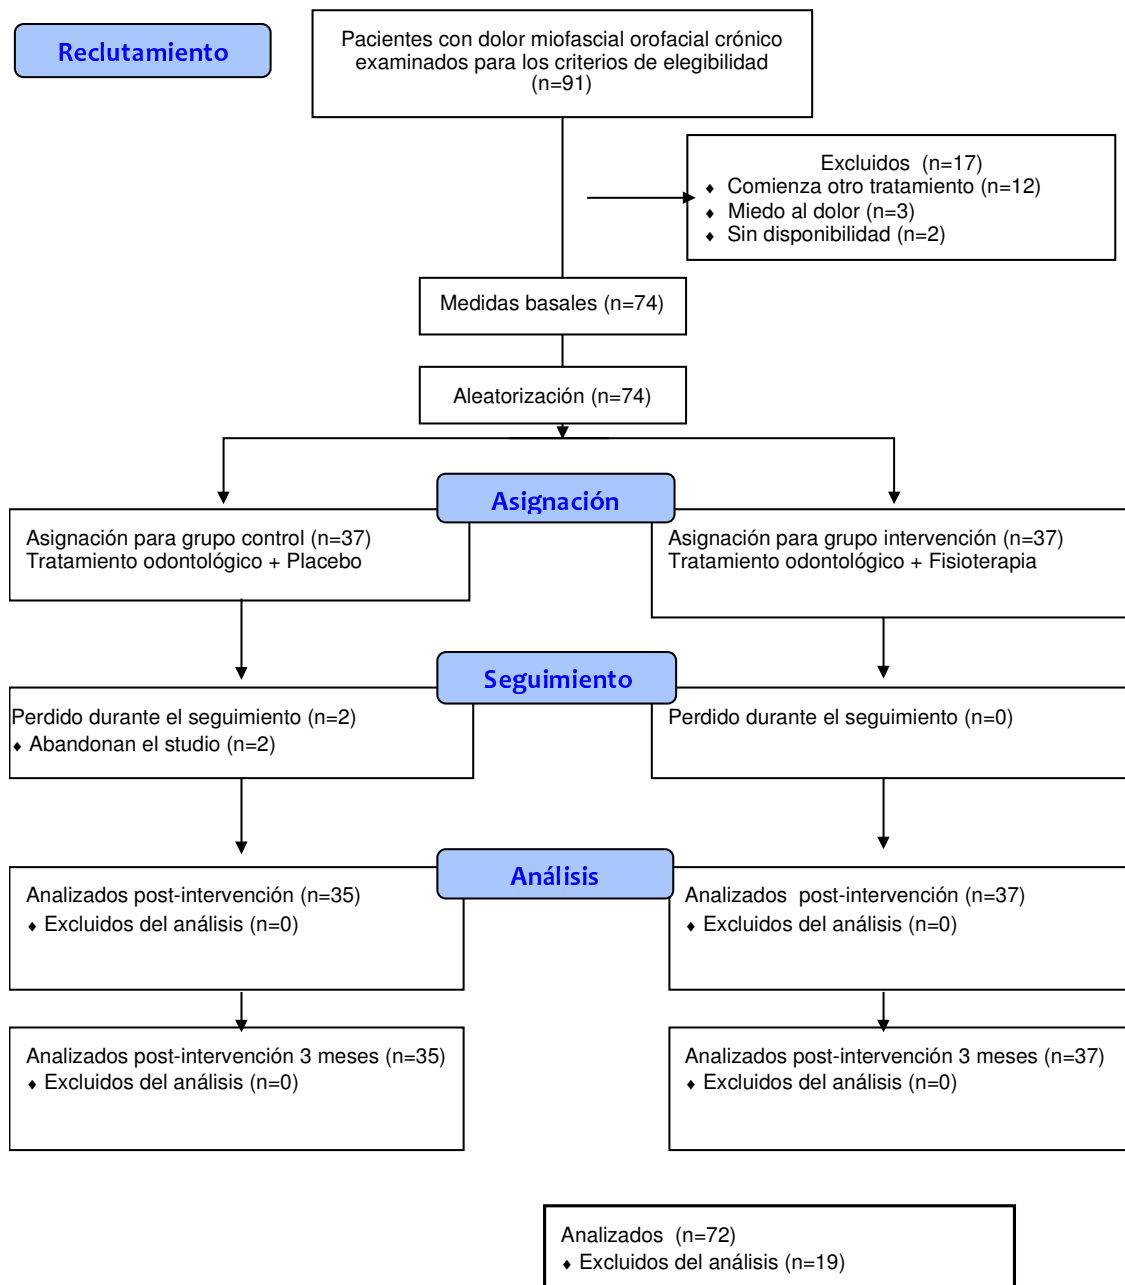 Reclutamiento
Pacientes con dolor miofascial orofacial crónico
examinados para los criterios de elegibilidad
(n=91)
Excluidos (n=17)
♦ Comienza otro tratamiento (n=12)
♦ Miedo al dolor (n=3)
♦ Sin disponibilidad (n=2)
Medidas basales (n=74)
Aleatorización (n=74)
Asignación
Asignación para grupo control (n=37)
Tratamiento odontológico + Placebo
Asignación para grupo intervención (n=37)
Tratamiento odontológico + Fisioterapia
Seguimiento
Perdido durante el seguimiento (n=2)
♦ Abandonan el studio (n=2)
Perdido durante el seguimiento (n=0)
Análisis
Analizados post-intervención (n=35)
♦ Excluidos del análisis (n=0)
Analizados post-intervención (n=37)
♦ Excluidos del análisis (n=0)
Analizados post-intervención 3 meses (n=35)
♦ Excluidos del análisis (n=0)
Analizados post-intervención 3 meses (n=37)
♦ Excluidos del análisis (n=0)
Analizados (n=72)
♦ Excluidos del análisis (n=19)